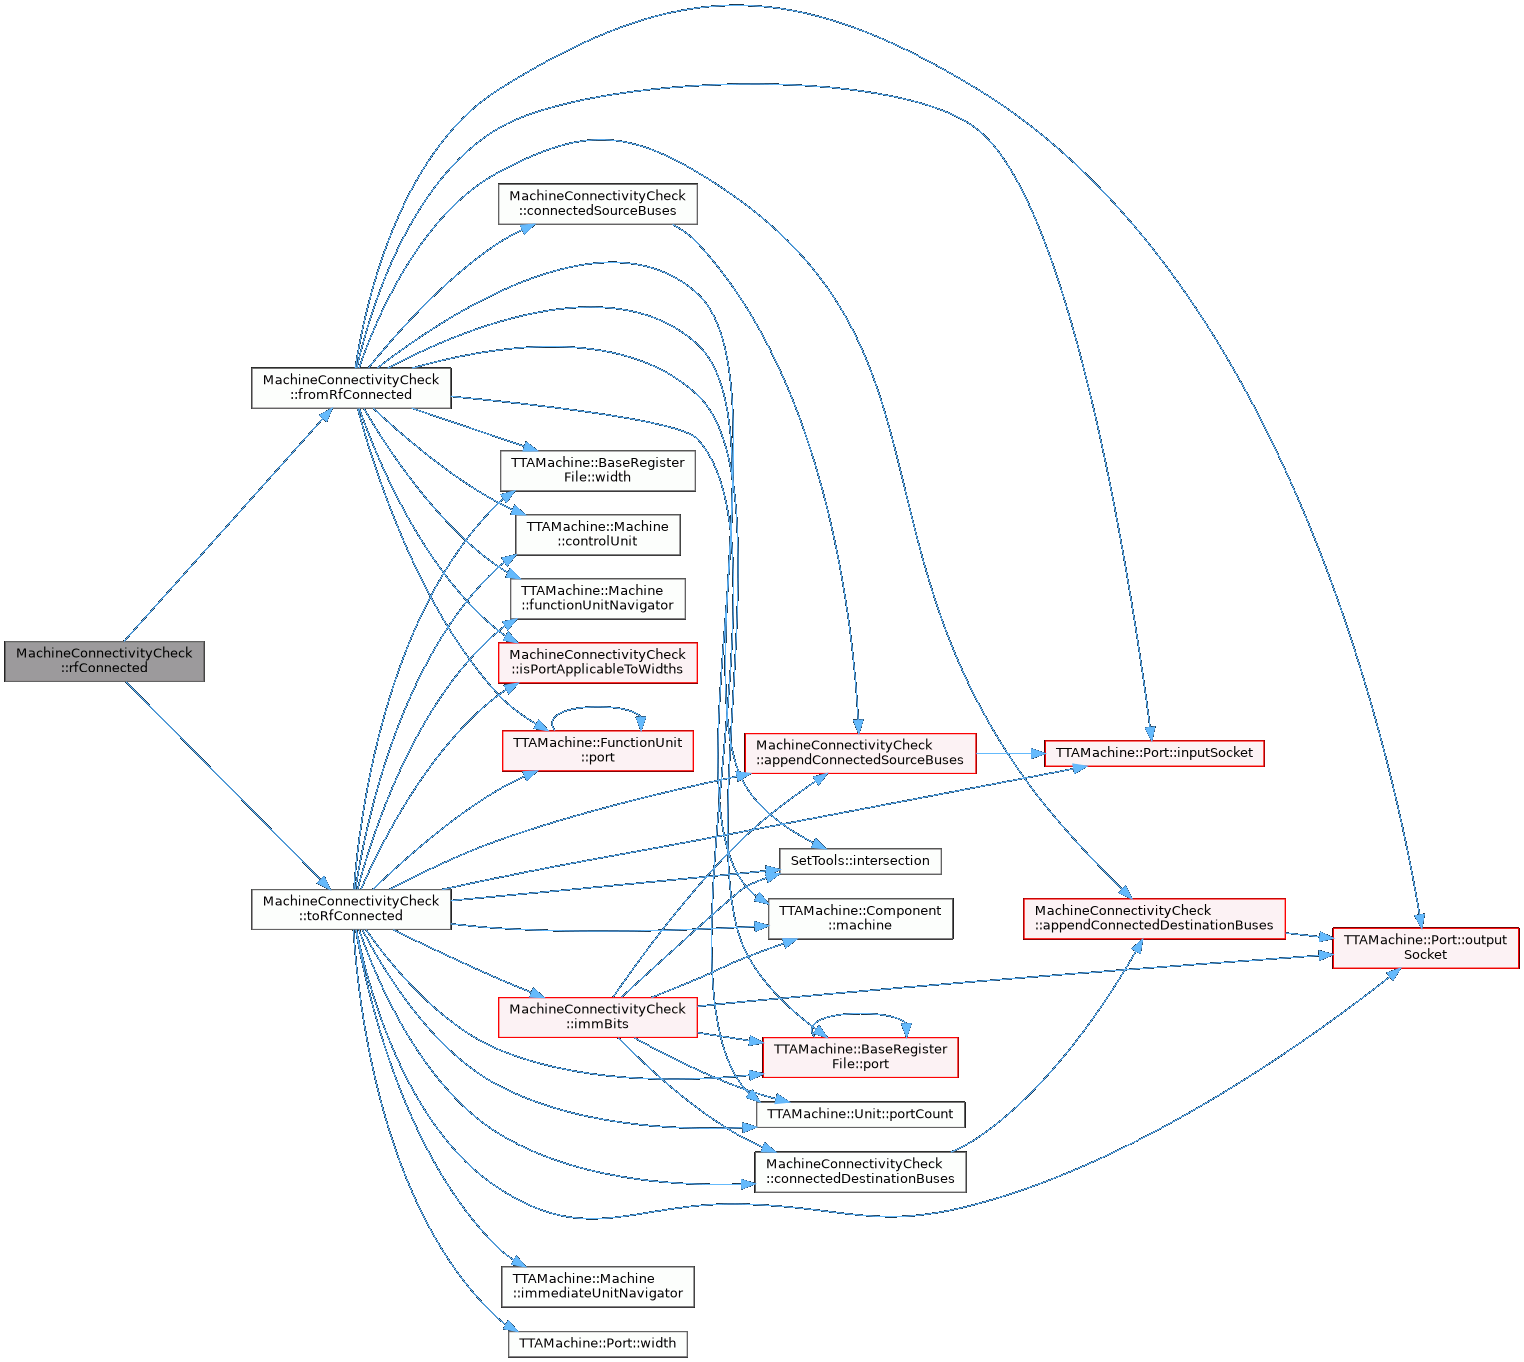 MachineConnectivityCheck
::rfConnected
MachineConnectivityCheck
::fromRfConnected
MachineConnectivityCheck
::toRfConnected
MachineConnectivityCheck
::connectedSourceBuses
TTAMachine::BaseRegister
File::width
TTAMachine::Machine
::controlUnit
TTAMachine::Machine
::functionUnitNavigator
MachineConnectivityCheck
::isPortApplicableToWidths
TTAMachine::FunctionUnit
::port
MachineConnectivityCheck
::immBits
TTAMachine::Machine
::immediateUnitNavigator
TTAMachine::Port::width
MachineConnectivityCheck
::appendConnectedSourceBuses
SetTools::intersection
TTAMachine::Component
::machine
TTAMachine::BaseRegister
File::port
TTAMachine::Unit::portCount
MachineConnectivityCheck
::connectedDestinationBuses
TTAMachine::Port::inputSocket
MachineConnectivityCheck
::appendConnectedDestinationBuses
TTAMachine::Port::output
Socket